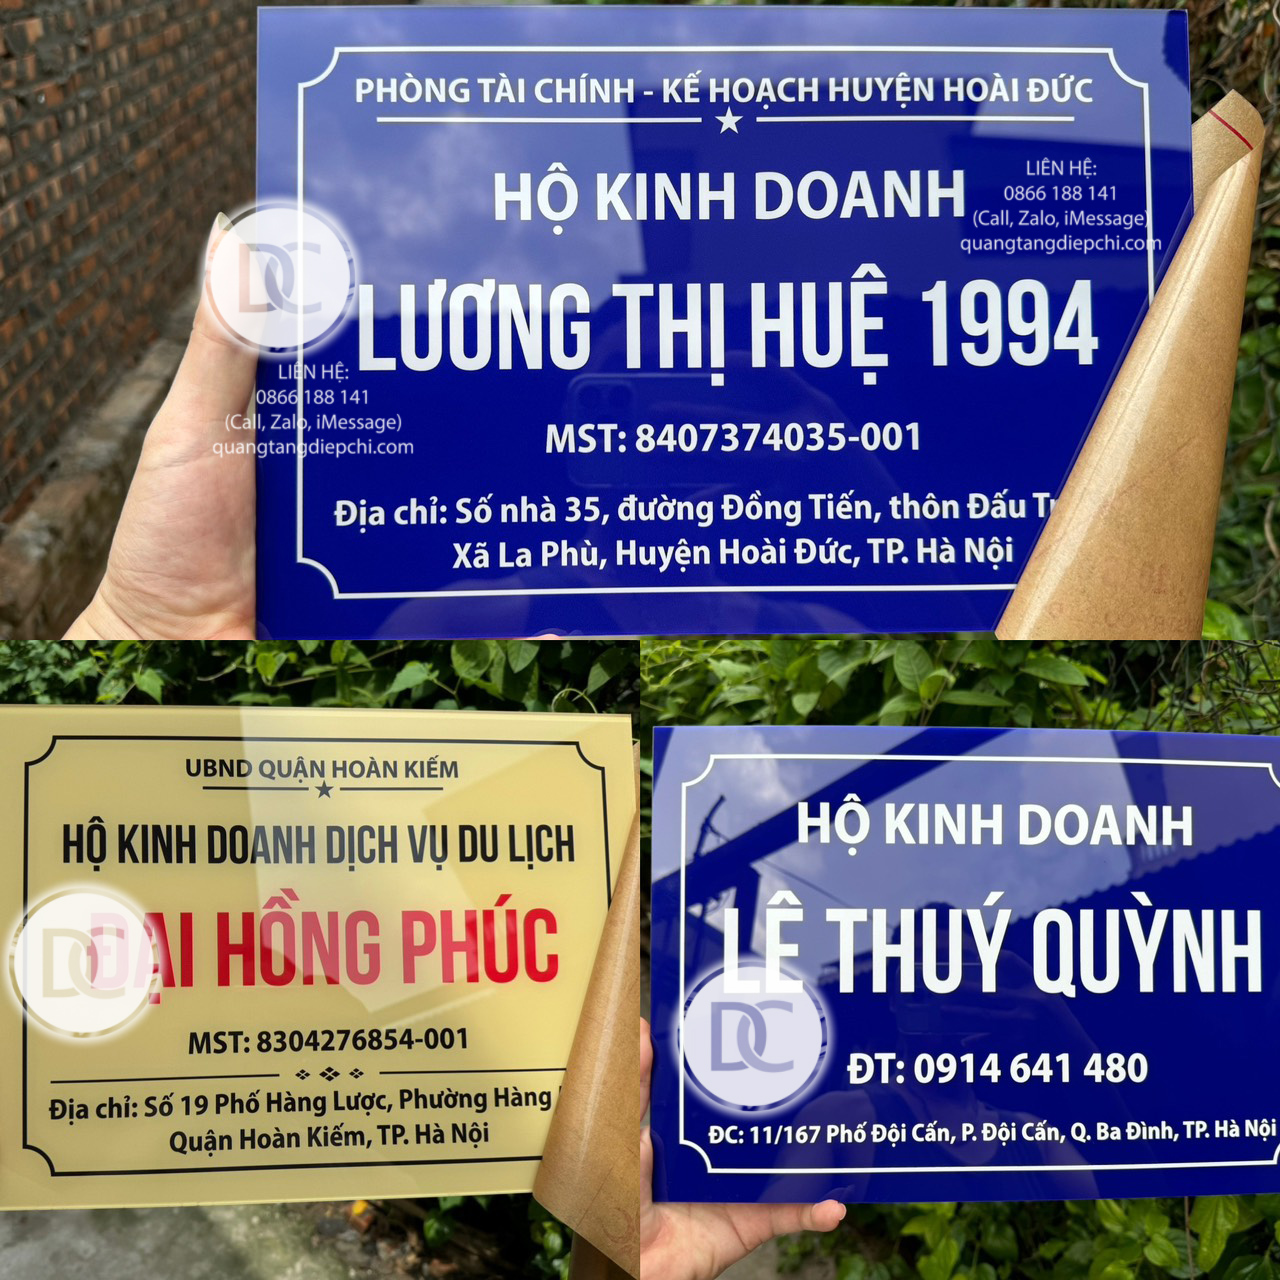 PHÒNG TÀI CHÍNH - KẾ HOẠCH HUYỆN HOÀI ĐỨC
HỘ KINH DOANH
LƯƠNG THỊ HUỆ 1994
MST: 8407374035-001
Địa chỉ: Số nhà 35, đường Đồng Tiến, thôn Đấu
Xã La Phù, Huyện Hoài Đức, TP. Hà Nội
LIÊN HỆ:
0866 188 141
(Call, Zalo, iMessage)
quangtangdiepchi.com
DC
LIÊN HỆ:
0866 188 141
(Call, Zalo, iMessage)
quangtangdiepchi.com
UBND QUẬN HOÀN KIẾM
HỘ KINH DOANH DỊCH VỤ DU LỊCH
ĐẠI HỒNG PHÚC
MST: 8304276854-001
Địa chỉ: Số 19 Phố Hàng Lược, Phường Hàng
Quận Hoàn Kiếm, TP. Hà Nội
DC
HỘ KINH DOANH
LÊ THUÝ QUỲNH
ĐT: 0914 641 480
ĐC: 11/167 Phố Đội Cấn, P. Đội Cấn, Q. Ba Đình, TP. Hà Nội
DC